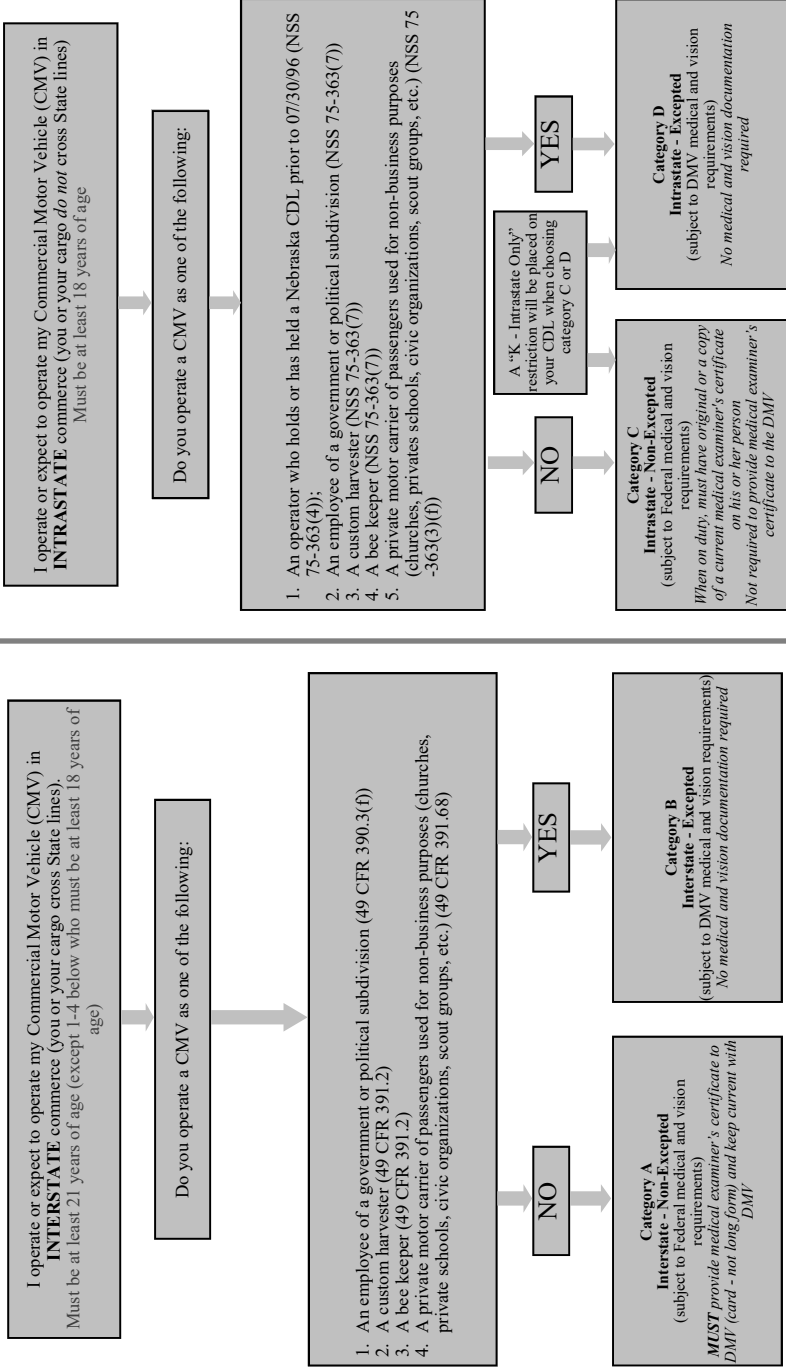 I operate or expect to operate my Commercial Motor Vehicle (CMV) in
INTERSTATE commerce (you or your cargo cross State lines).
Must be at least 21 years of age (except 1-4 below who must be at least 18 years of
age)
Do you operate a CMV as one of the following:
1. An employee of a government or political subdivision (49 CFR 390.3(f))
2. A custom harvester (49 CFR 391.2)
3. A bee keeper (49 CFR 391.2)
4. A private motor carrier of passengers used for non-business purposes (churches,
private schools, civic organizations, scout groups, etc.) (49 CFR 391.68)
NO
YES
Category A
Interstate - Non-Excepted
(subject to Federal medical and vision
requirements)
MUST provide medical examiner's certificate to
DMV (card - not long form) and keep current with
DMV
Category B
Interstate - Excepted
(subject to DMV medical and vision requirements)
No medical and vision documentation required
I operate or expect to operate my Commercial Motor Vehicle (CMV) in
INTRASTATE commerce (you or your cargo do not cross State lines)
Must be at least 18 years of age
Do you operate a CMV as one of the following:
1. An operator who holds or has held a Nebraska CDL prior to 07/30/96 (NSS
75-363(4));
2. An employee of a government or political subdivision (NSS 75-363(7))
3. A custom harvester (NSS 75-363(7))
4. A bee keeper (NSS 75-363(7))
5. A private motor carrier of passengers used for non-business purposes
(churches, privates schools, civic organizations, scout groups, etc.) (NSS 75
-363(3)(f))
NO
A “K - Intrastate Only”
restriction will be placed on
your CDL when choosing
category C or D
YES
Category C
Intrastate - Non-Excepted
(subject to Federal medical and vision
requirements)
When on duty, must have original or a copy
of a current medical examiner's certificate
on his or her person
Not required to provide medical examiner's
certificate to the DMV
Category D
Intrastate - Excepted
(subject to DMV medical and vision
requirements)
No medical and vision documentation
required